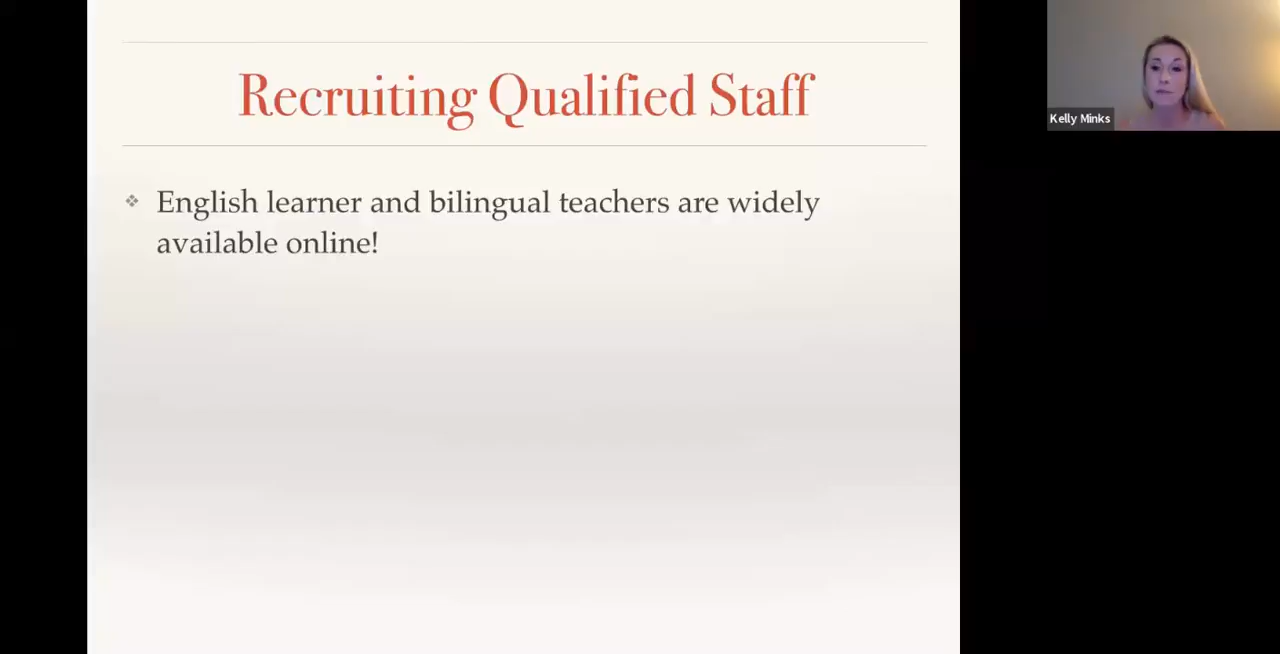 Recruiting Qualified Staff
Kelly Minks
❖ English learner and bilingual teachers are widely
available online!